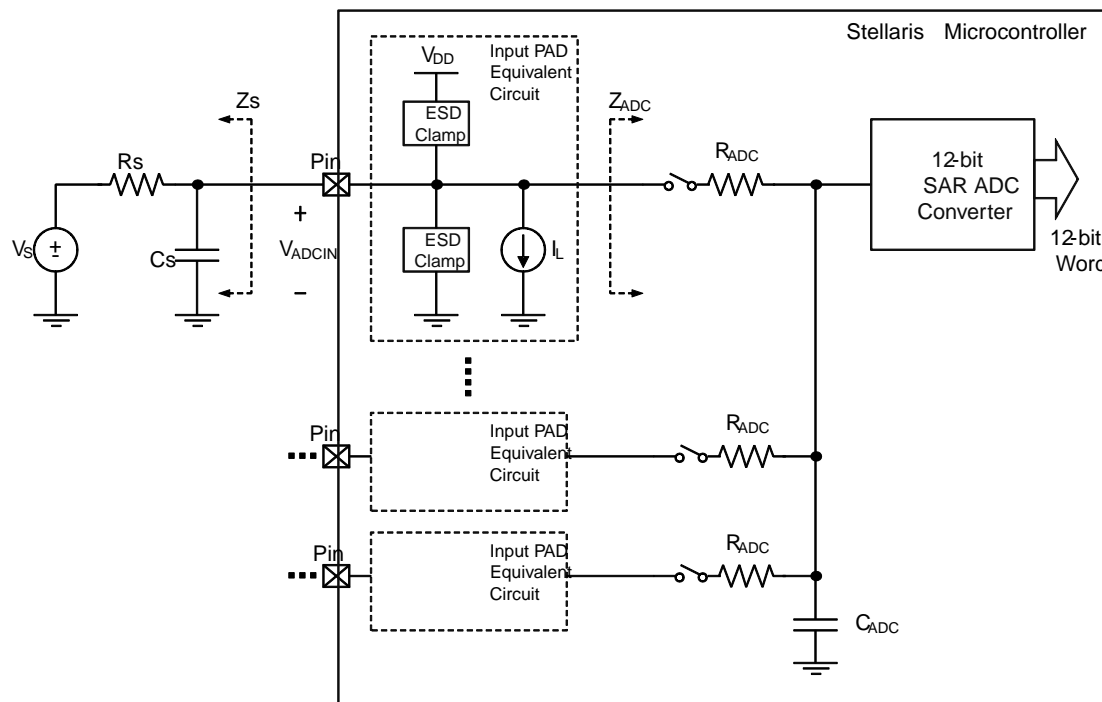 Stellaris Microcontroller
Input PAD
Equivalent
Circuit
VDD
ESD
Clamp
Zs
ZADC
Rs
Pin
RADC
12-bit
SAR ADC
Converter
VS
±
Cs
+
VADCIN
−
ESD
Clamp
IL
12-bit
Word
Pin
Input PAD
Equivalent
Circuit
RADC
Pin
Input PAD
Equivalent
Circuit
RADC
CADC